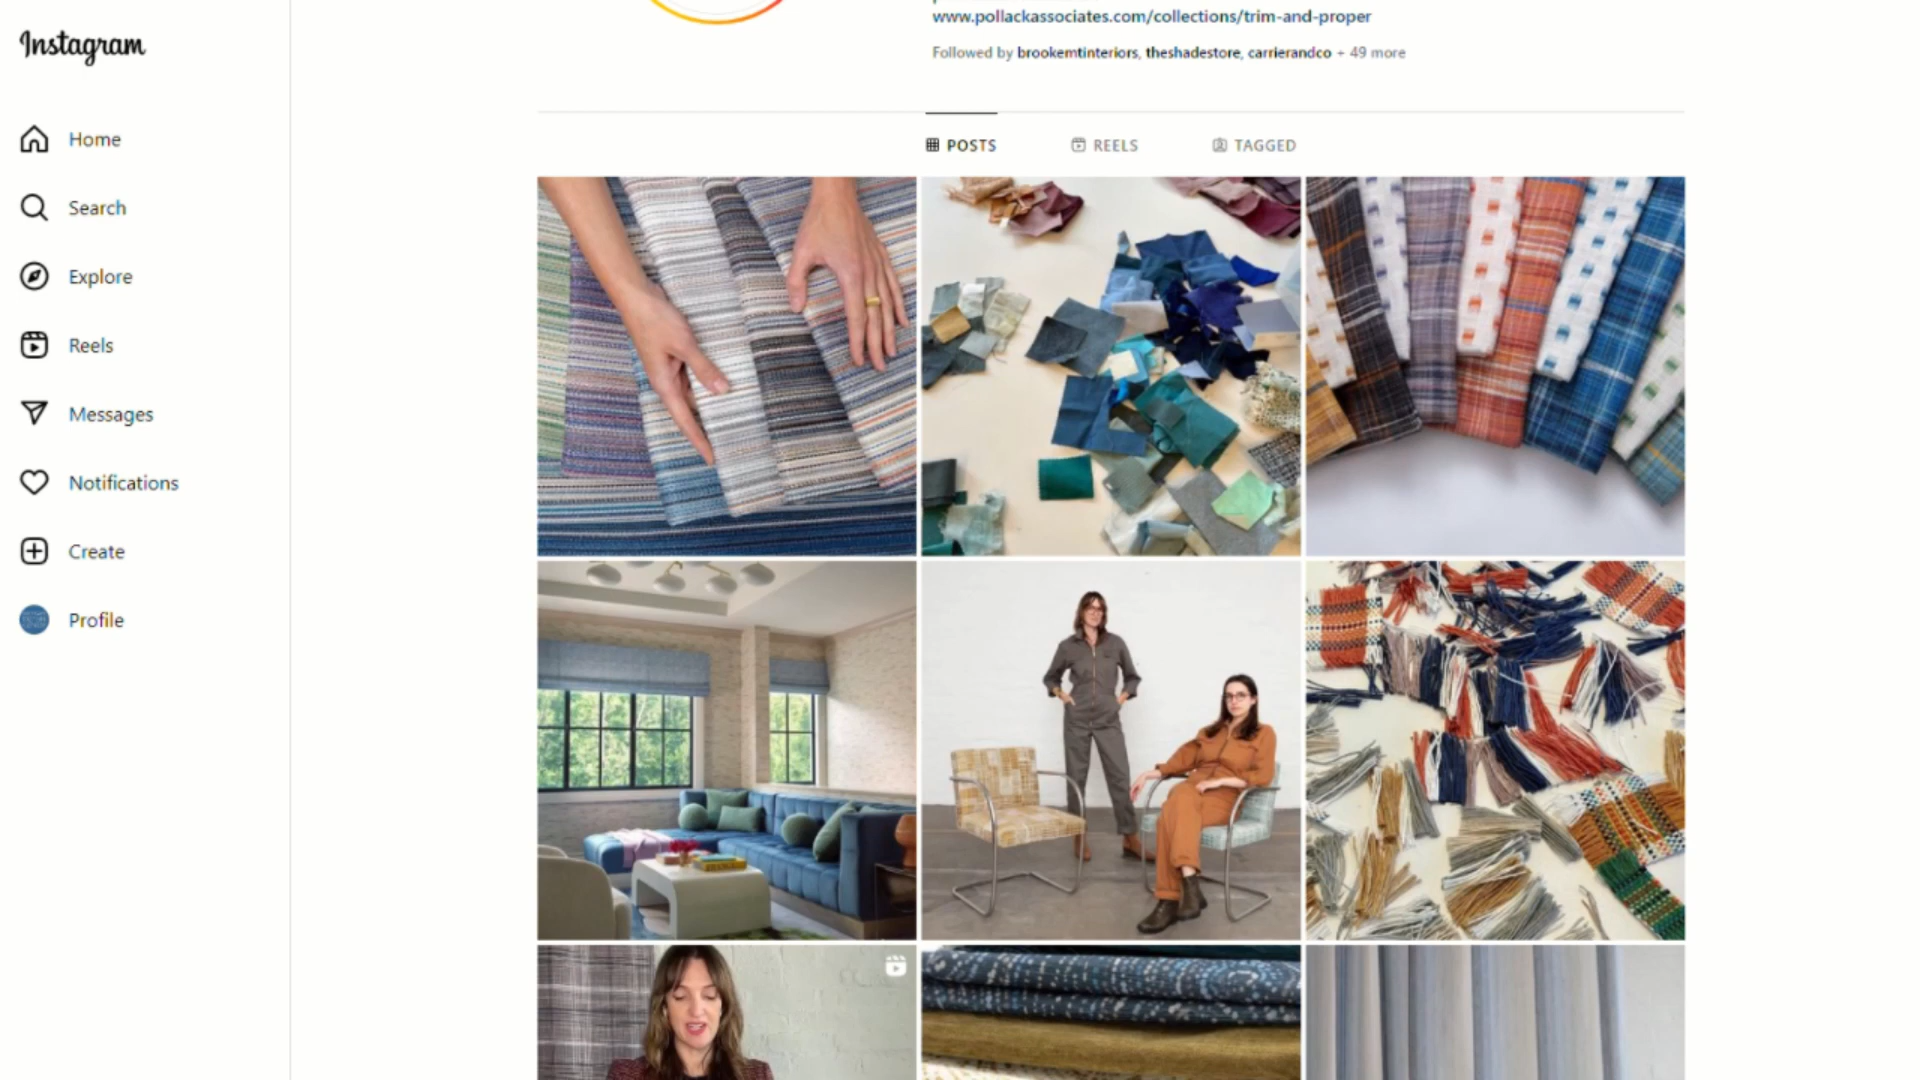 www.pollackassociates.com/collections/trim-and-proper
Instagram
Followed by brookemtinteriors, theshadestore, carrierandco + 49 more
Home
POSTS
REELS
TAGGED
Search
Explore
Reels
Messages
Notifications
Create
Profile